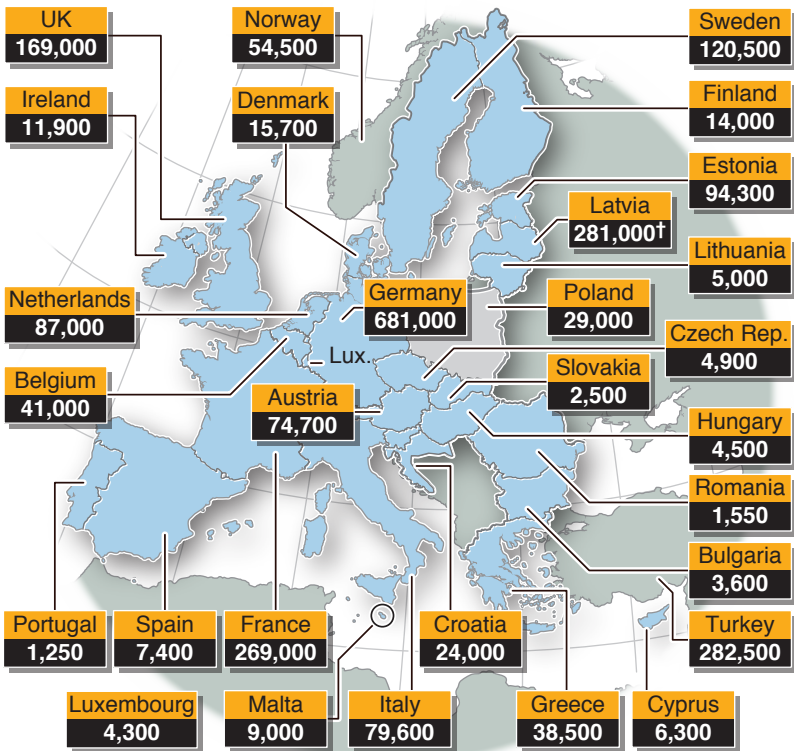 UK
169,000
Norway
54,500
Sweden
120,500
Ireland
11,900
Denmark
15,700
Finland
14,000
Estonia
94,300
Latvia
281,000†
Lithuania
5,000
Netherlands
87,000
Germany
681,000
Poland
29,000
Lux.
Czech Rep.
4,900
Belgium
41,000
Austria
74,700
Slovakia
2,500
Hungary
4,500
Romania
1,550
Bulgaria
3,600
Portugal
1,250
Spain
7,400
France
269,000
Croatia
24,000
Turkey
282,500
Luxembourg
4,300
Malta
9,000
Italy
79,600
Greece
38,500
Cyprus
6,300